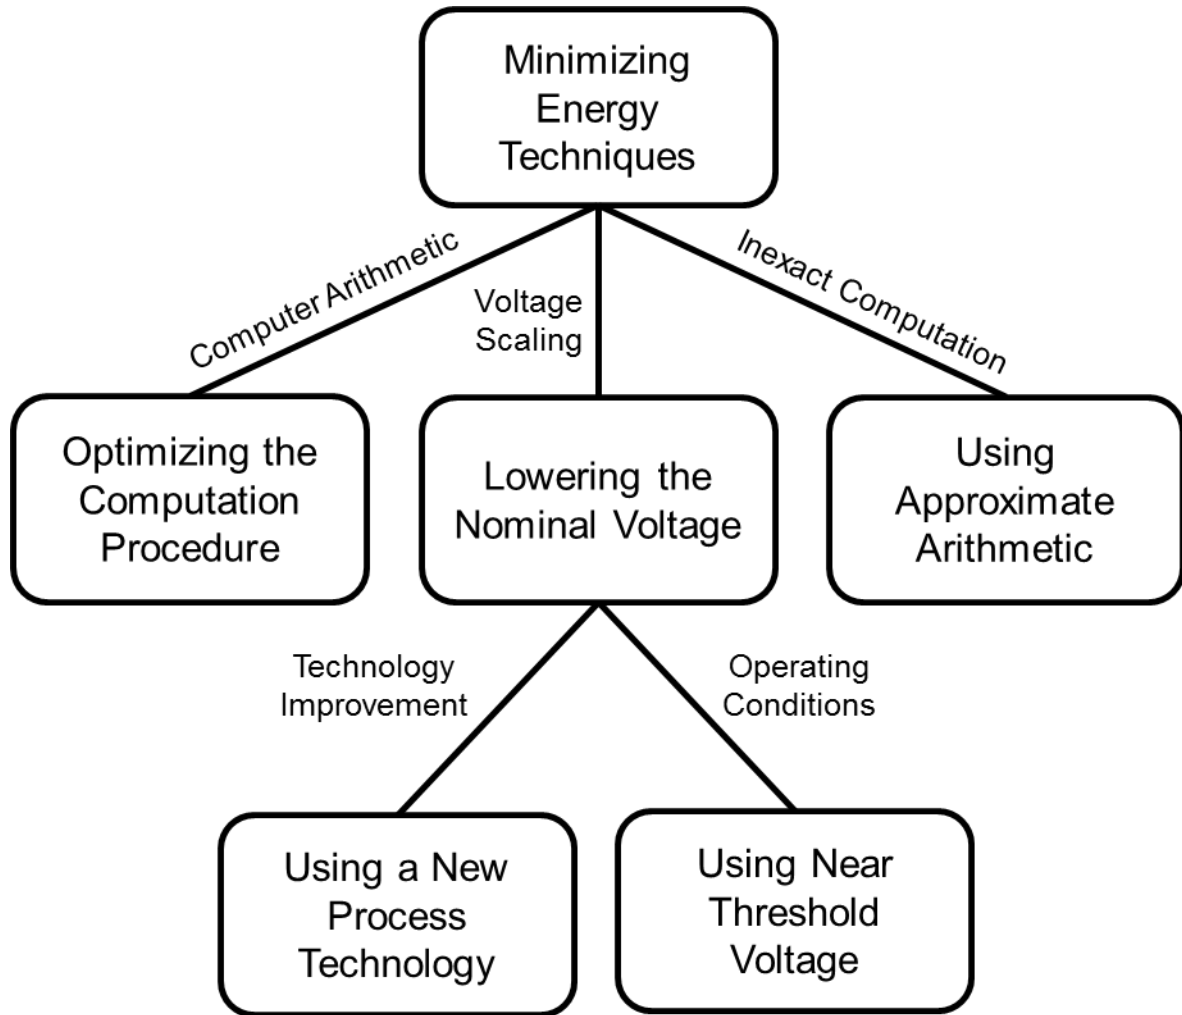 Minimizing
Energy
Techniques
Computer Arithmetic
Voltage
Scaling
Inexact Computation
Optimizing the
Computation
Procedure
Lowering the
Nominal Voltage
Using
Approximate
Arithmetic
Technology
Improvement
Operating
Conditions
Using a New
Process
Technology
Using Near
Threshold
Voltage